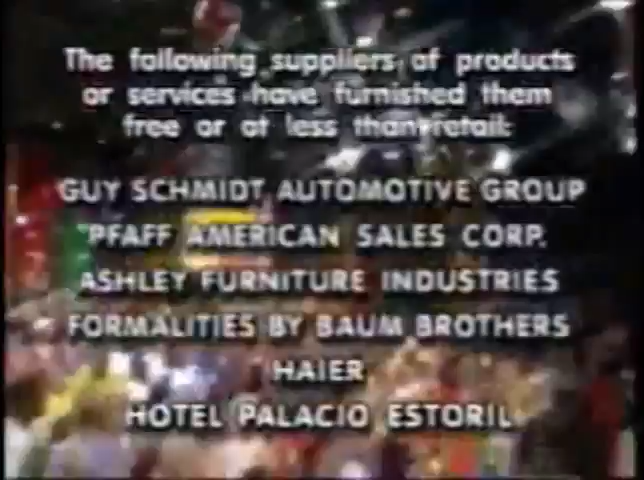 The following suppliers of products
or services have furnished them
free or at less than retail:
GUY SCHMIDT AUTOMOTIVE GROUP
PFAFF AMERICAN SALES CORP.
ASHLEY FURNITURE INDUSTRIES
FORMALITIES BY BAUM BROTHERS
HAIER
HOTEL PALACIO ESTORIL